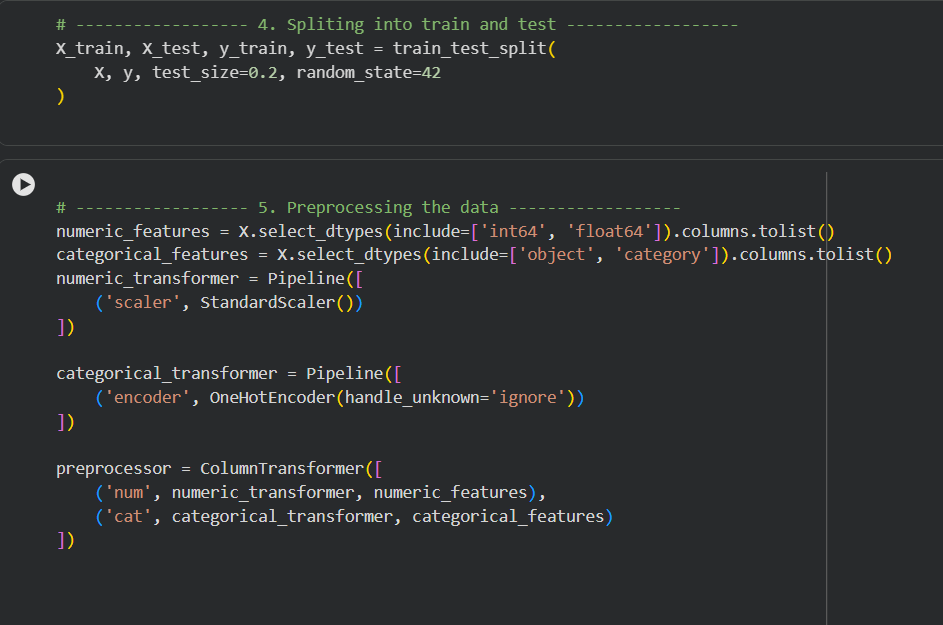 # ------------------ 4. Spliting into train and test ------------------
X_train, X_test, y_train, y_test = train_test_split(
    X, y, test_size=0.2, random_state=42
)
# ------------------ 5. Preprocessing the data ------------------
numeric_features = X.select_dtypes(include=['int64', 'float64']).columns.tolist()
categorical_features = X.select_dtypes(include=['object', 'category']).columns.tolist()
numeric_transformer = Pipeline([
    ('scaler', StandardScaler())
])
categorical_transformer = Pipeline([
    ('encoder', OneHotEncoder(handle_unknown='ignore'))
])
preprocessor = ColumnTransformer([
    ('num', numeric_transformer, numeric_features),
    ('cat', categorical_transformer, categorical_features)
])